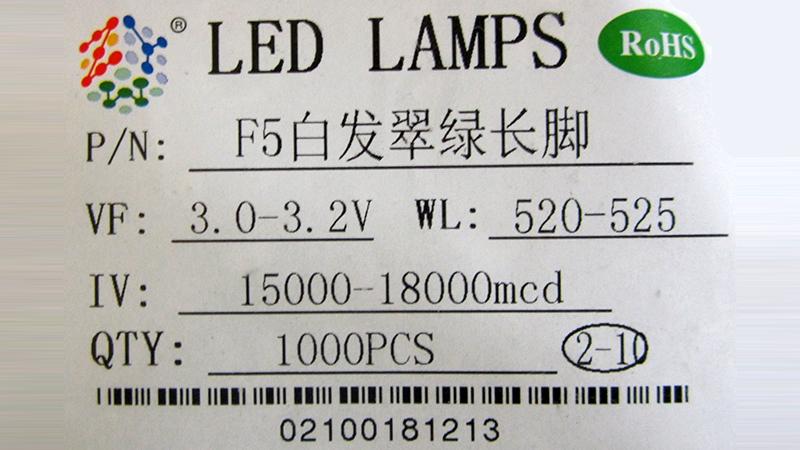 ® LED LAMPS RoHS
P/N: F5白发翠绿长脚
VF: 3.0-3.2V WL: 520-525
IV: 15000-18000mcd
QTY: 1000PCS 2-10
02100181213